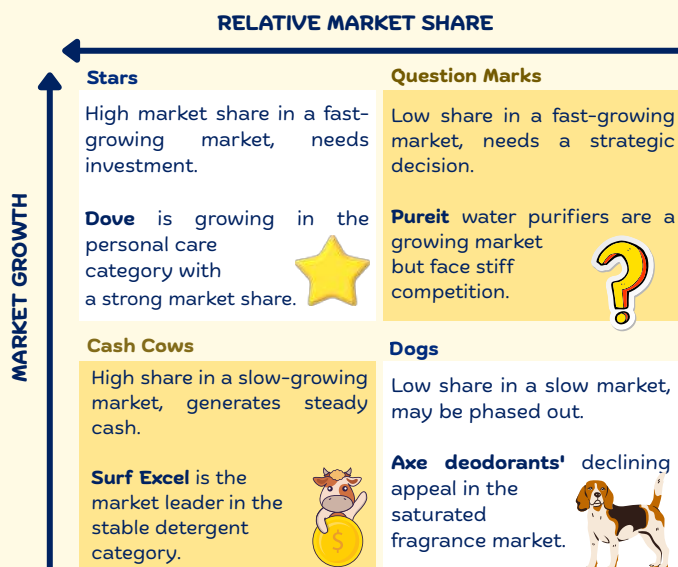 RELATIVE MARKET SHARE
MARKET GROWTH
Stars
High market share in a fast-
growing market, needs
investment.
Dove is growing in the
personal care
category with
a strong market share.
Question Marks
Low share in a fast-growing
market, needs a strategic
decision.
Pureit water purifiers are a
growing market
but face stiff
competition.
Cash Cows
High share in a slow-growing
market, generates steady
cash.
Surf Excel is the
market leader in the
stable detergent
category.
$
Dogs
Low share in a slow market,
may be phased out.
Axe deodorants' declining
appeal in the
saturated
fragrance market.